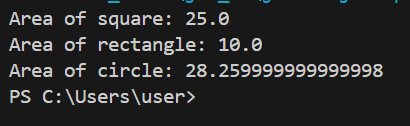 Area of square: 25.0
Area of rectangle: 10.0
Area of circle: 28.259999999999998
PS C:\Users\user>